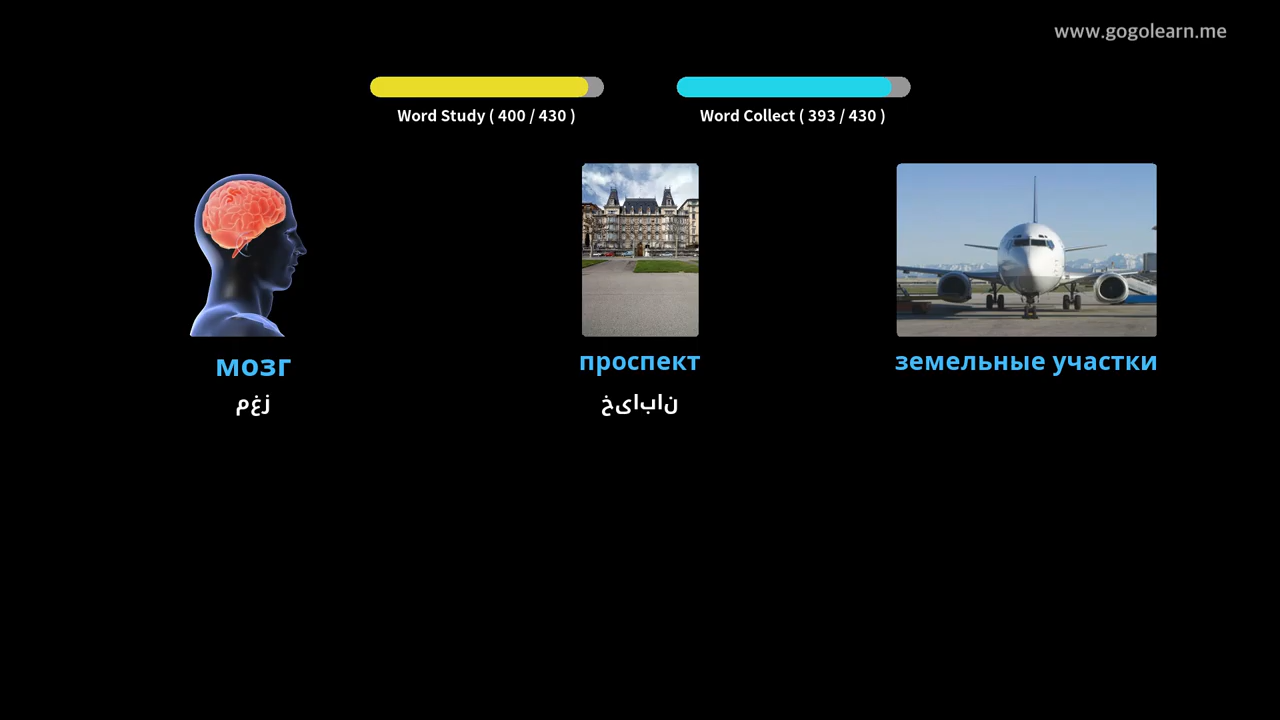 www.gogolearn.me
Word Study ( 400 / 430 )
Word Collect ( 393 / 430 )
мозг
проспект
земельные участки
مغز
خیابان